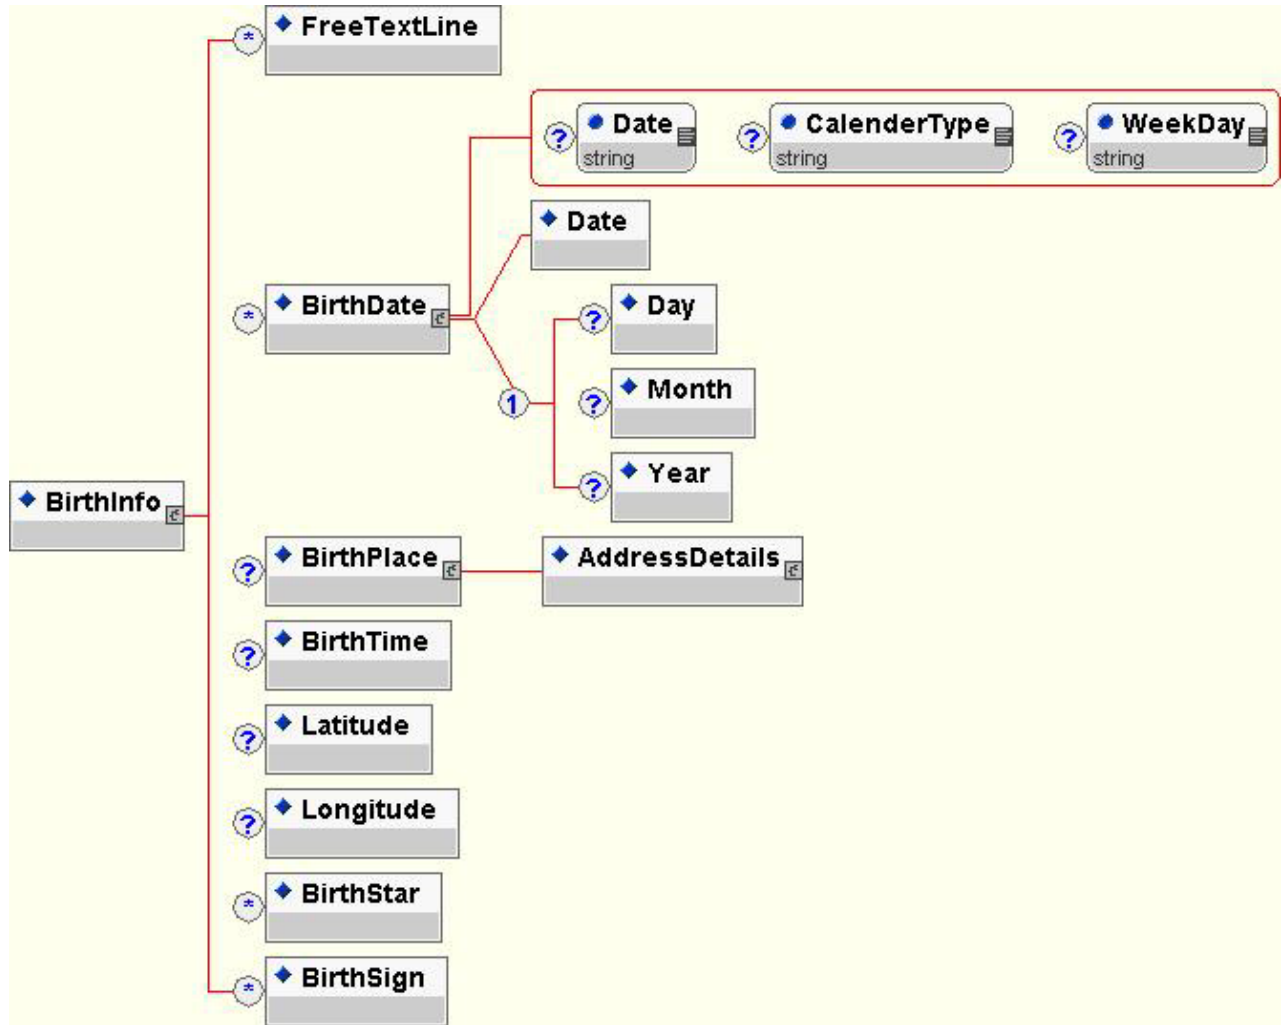 * FreeTextLine
? Date ? CalenderType ? WeekDay
string string string
Date
* BirthDate
? Day
1
? Month
? Year
BirthInfo
? BirthPlace AddressDetails
? BirthTime
? Latitude
? Longitude
* BirthStar
* BirthSign